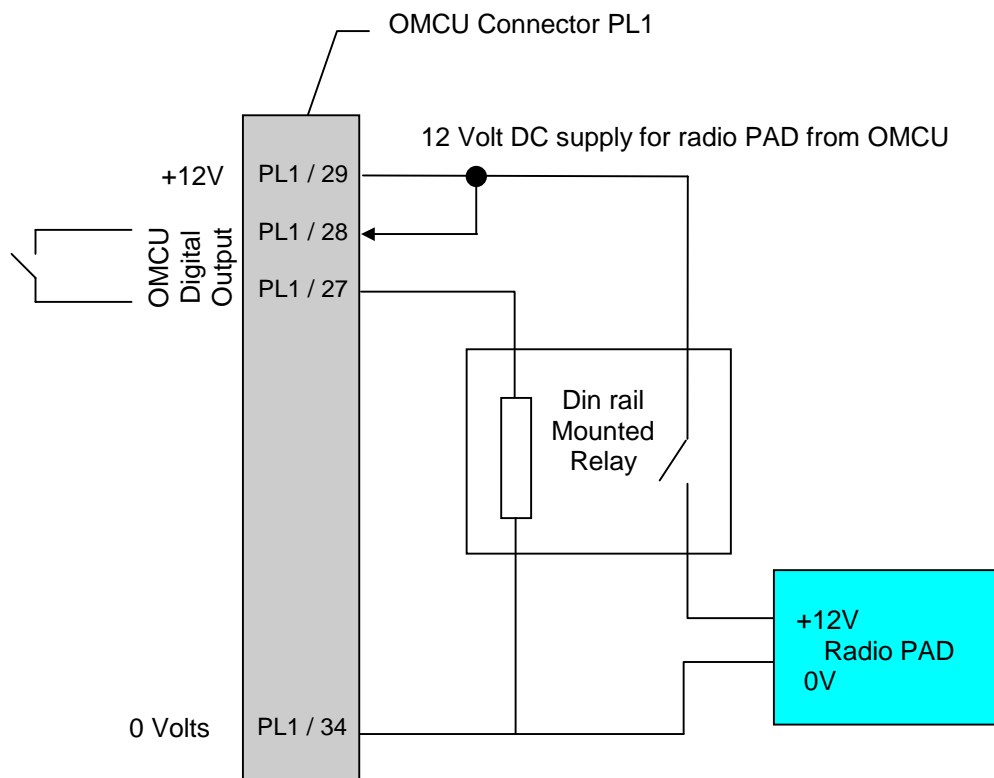 OMCU Connector PL1
12 Volt DC supply for radio PAD from OMCU
+12V
PL1 / 29
PL1 / 28
PL1 / 27
OMCU
Digital
Output
Din rail
Mounted
Relay
+12V
Radio PAD
0V
0 Volts
PL1 / 34